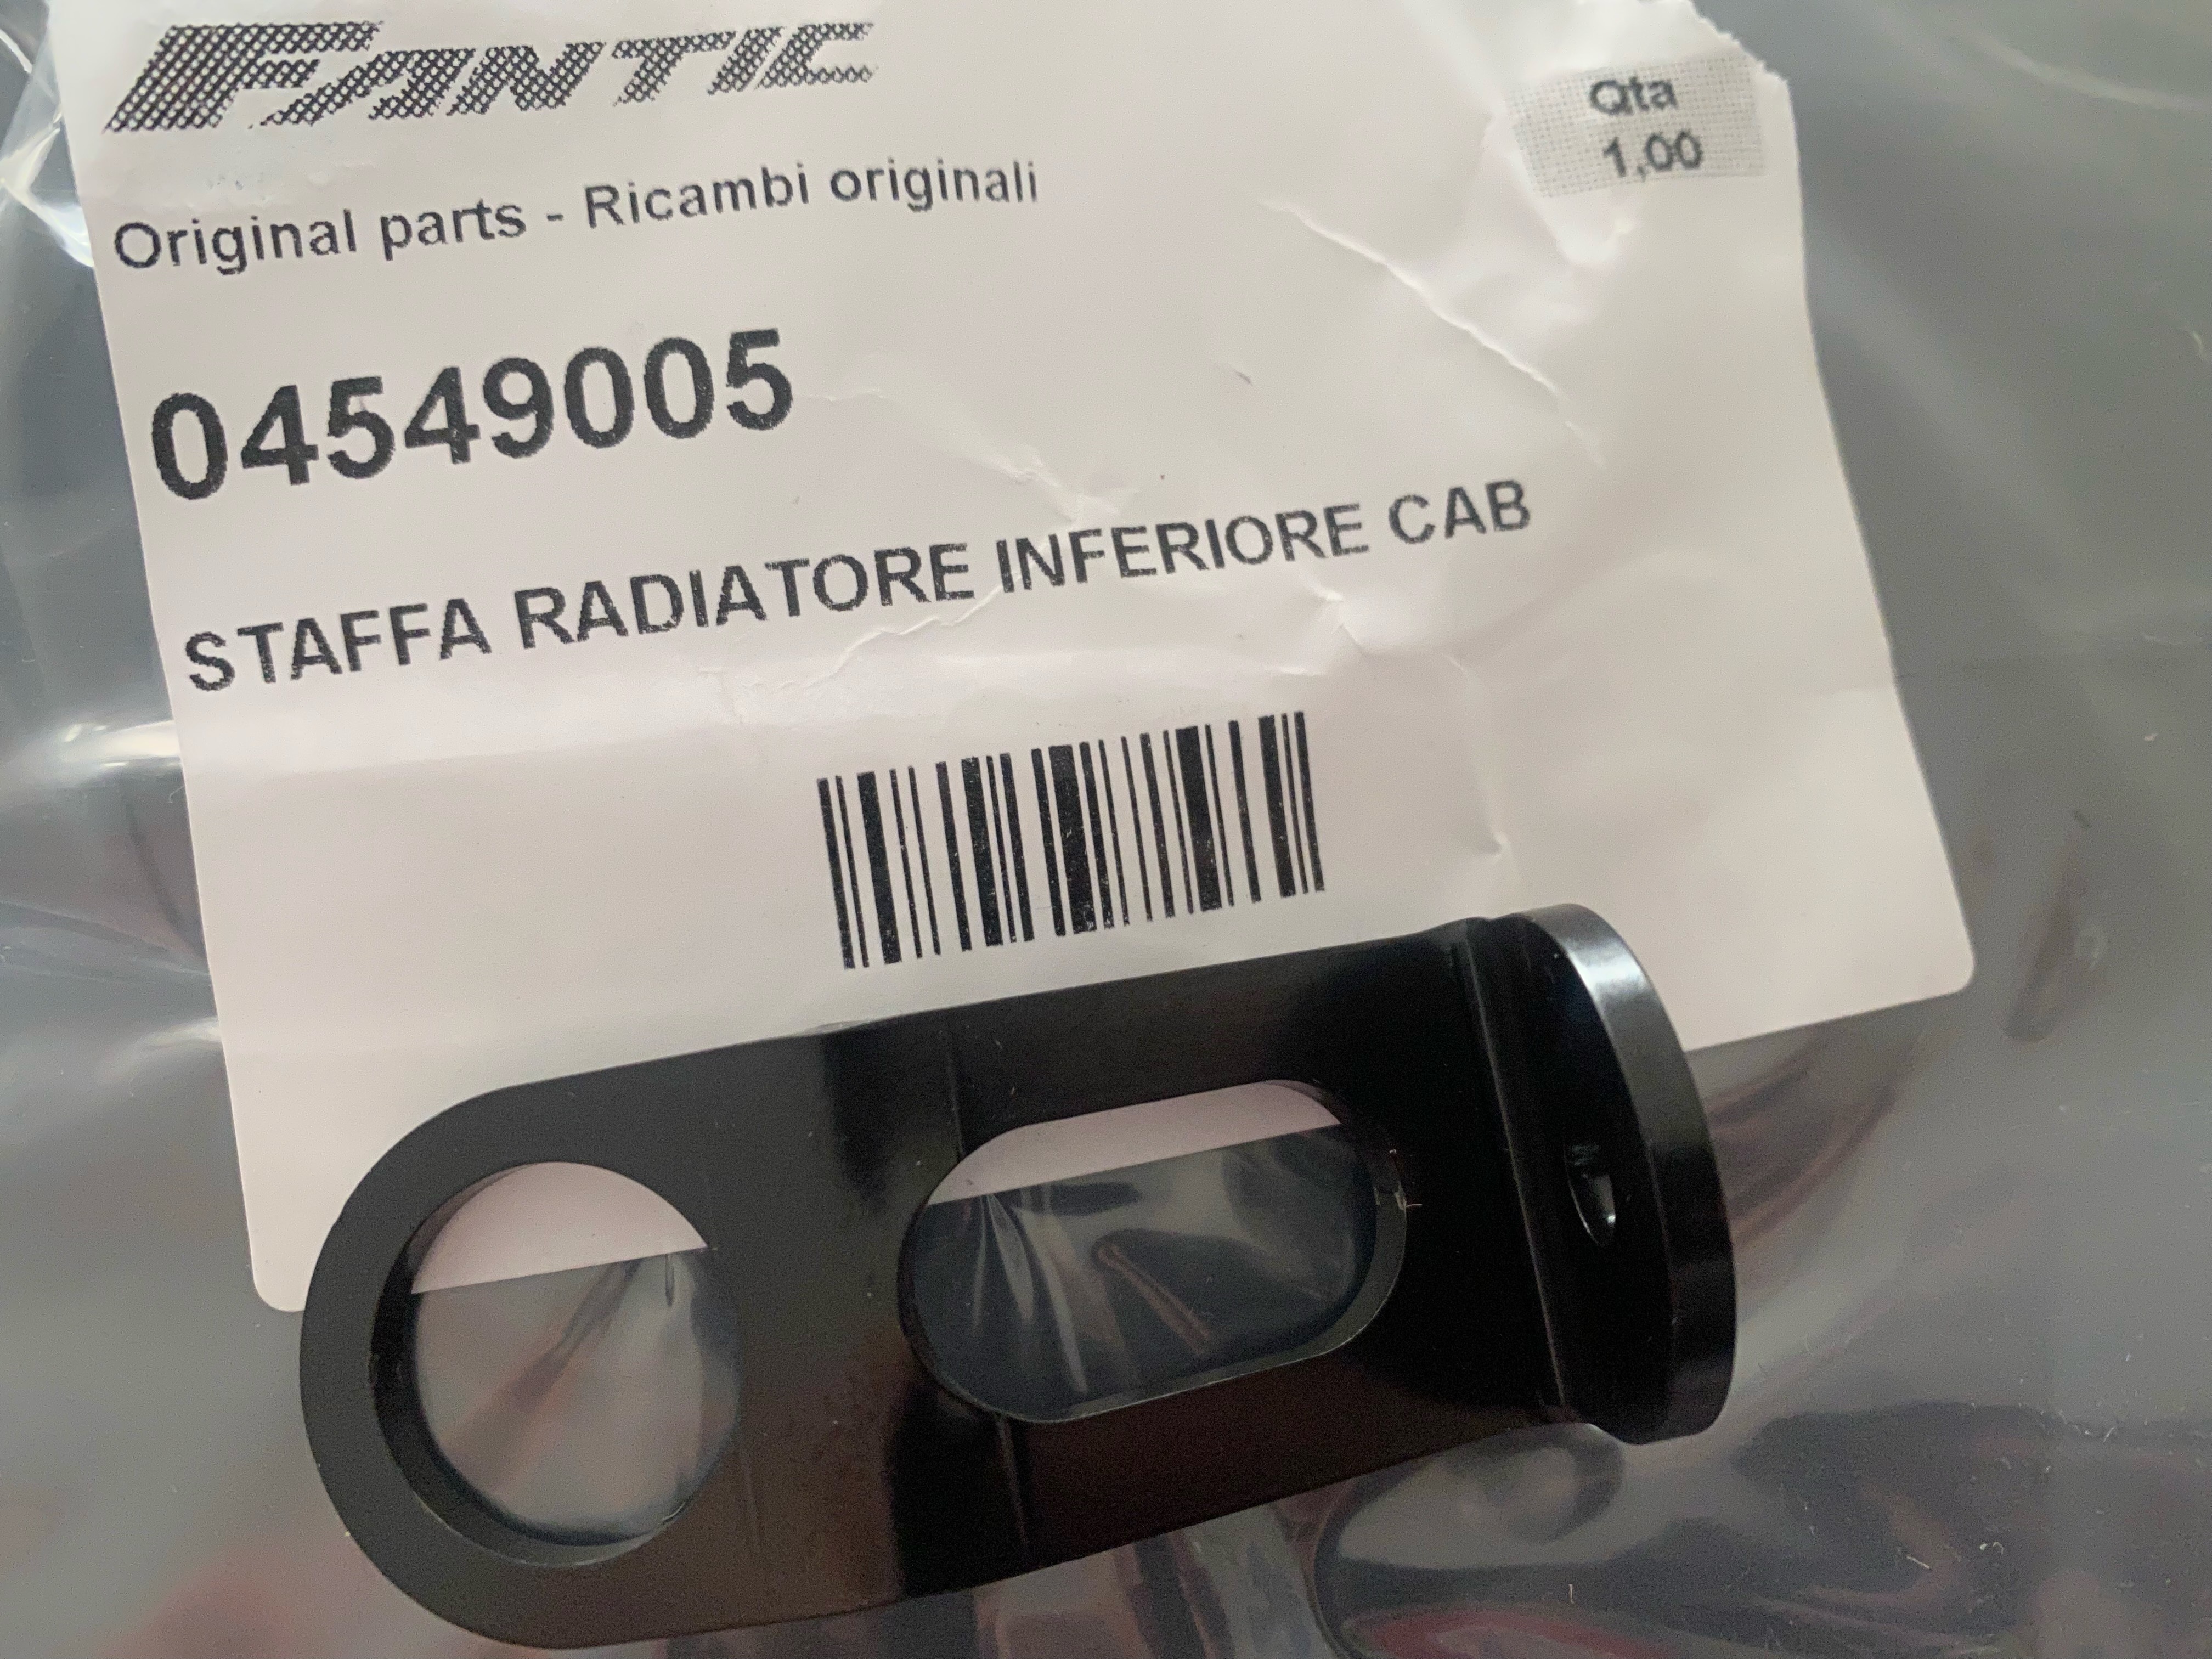 FANTIC
Qta
1,00
Original parts - Ricambi originali
04549005
STAFFA RADIATORE INFERIORE CAB